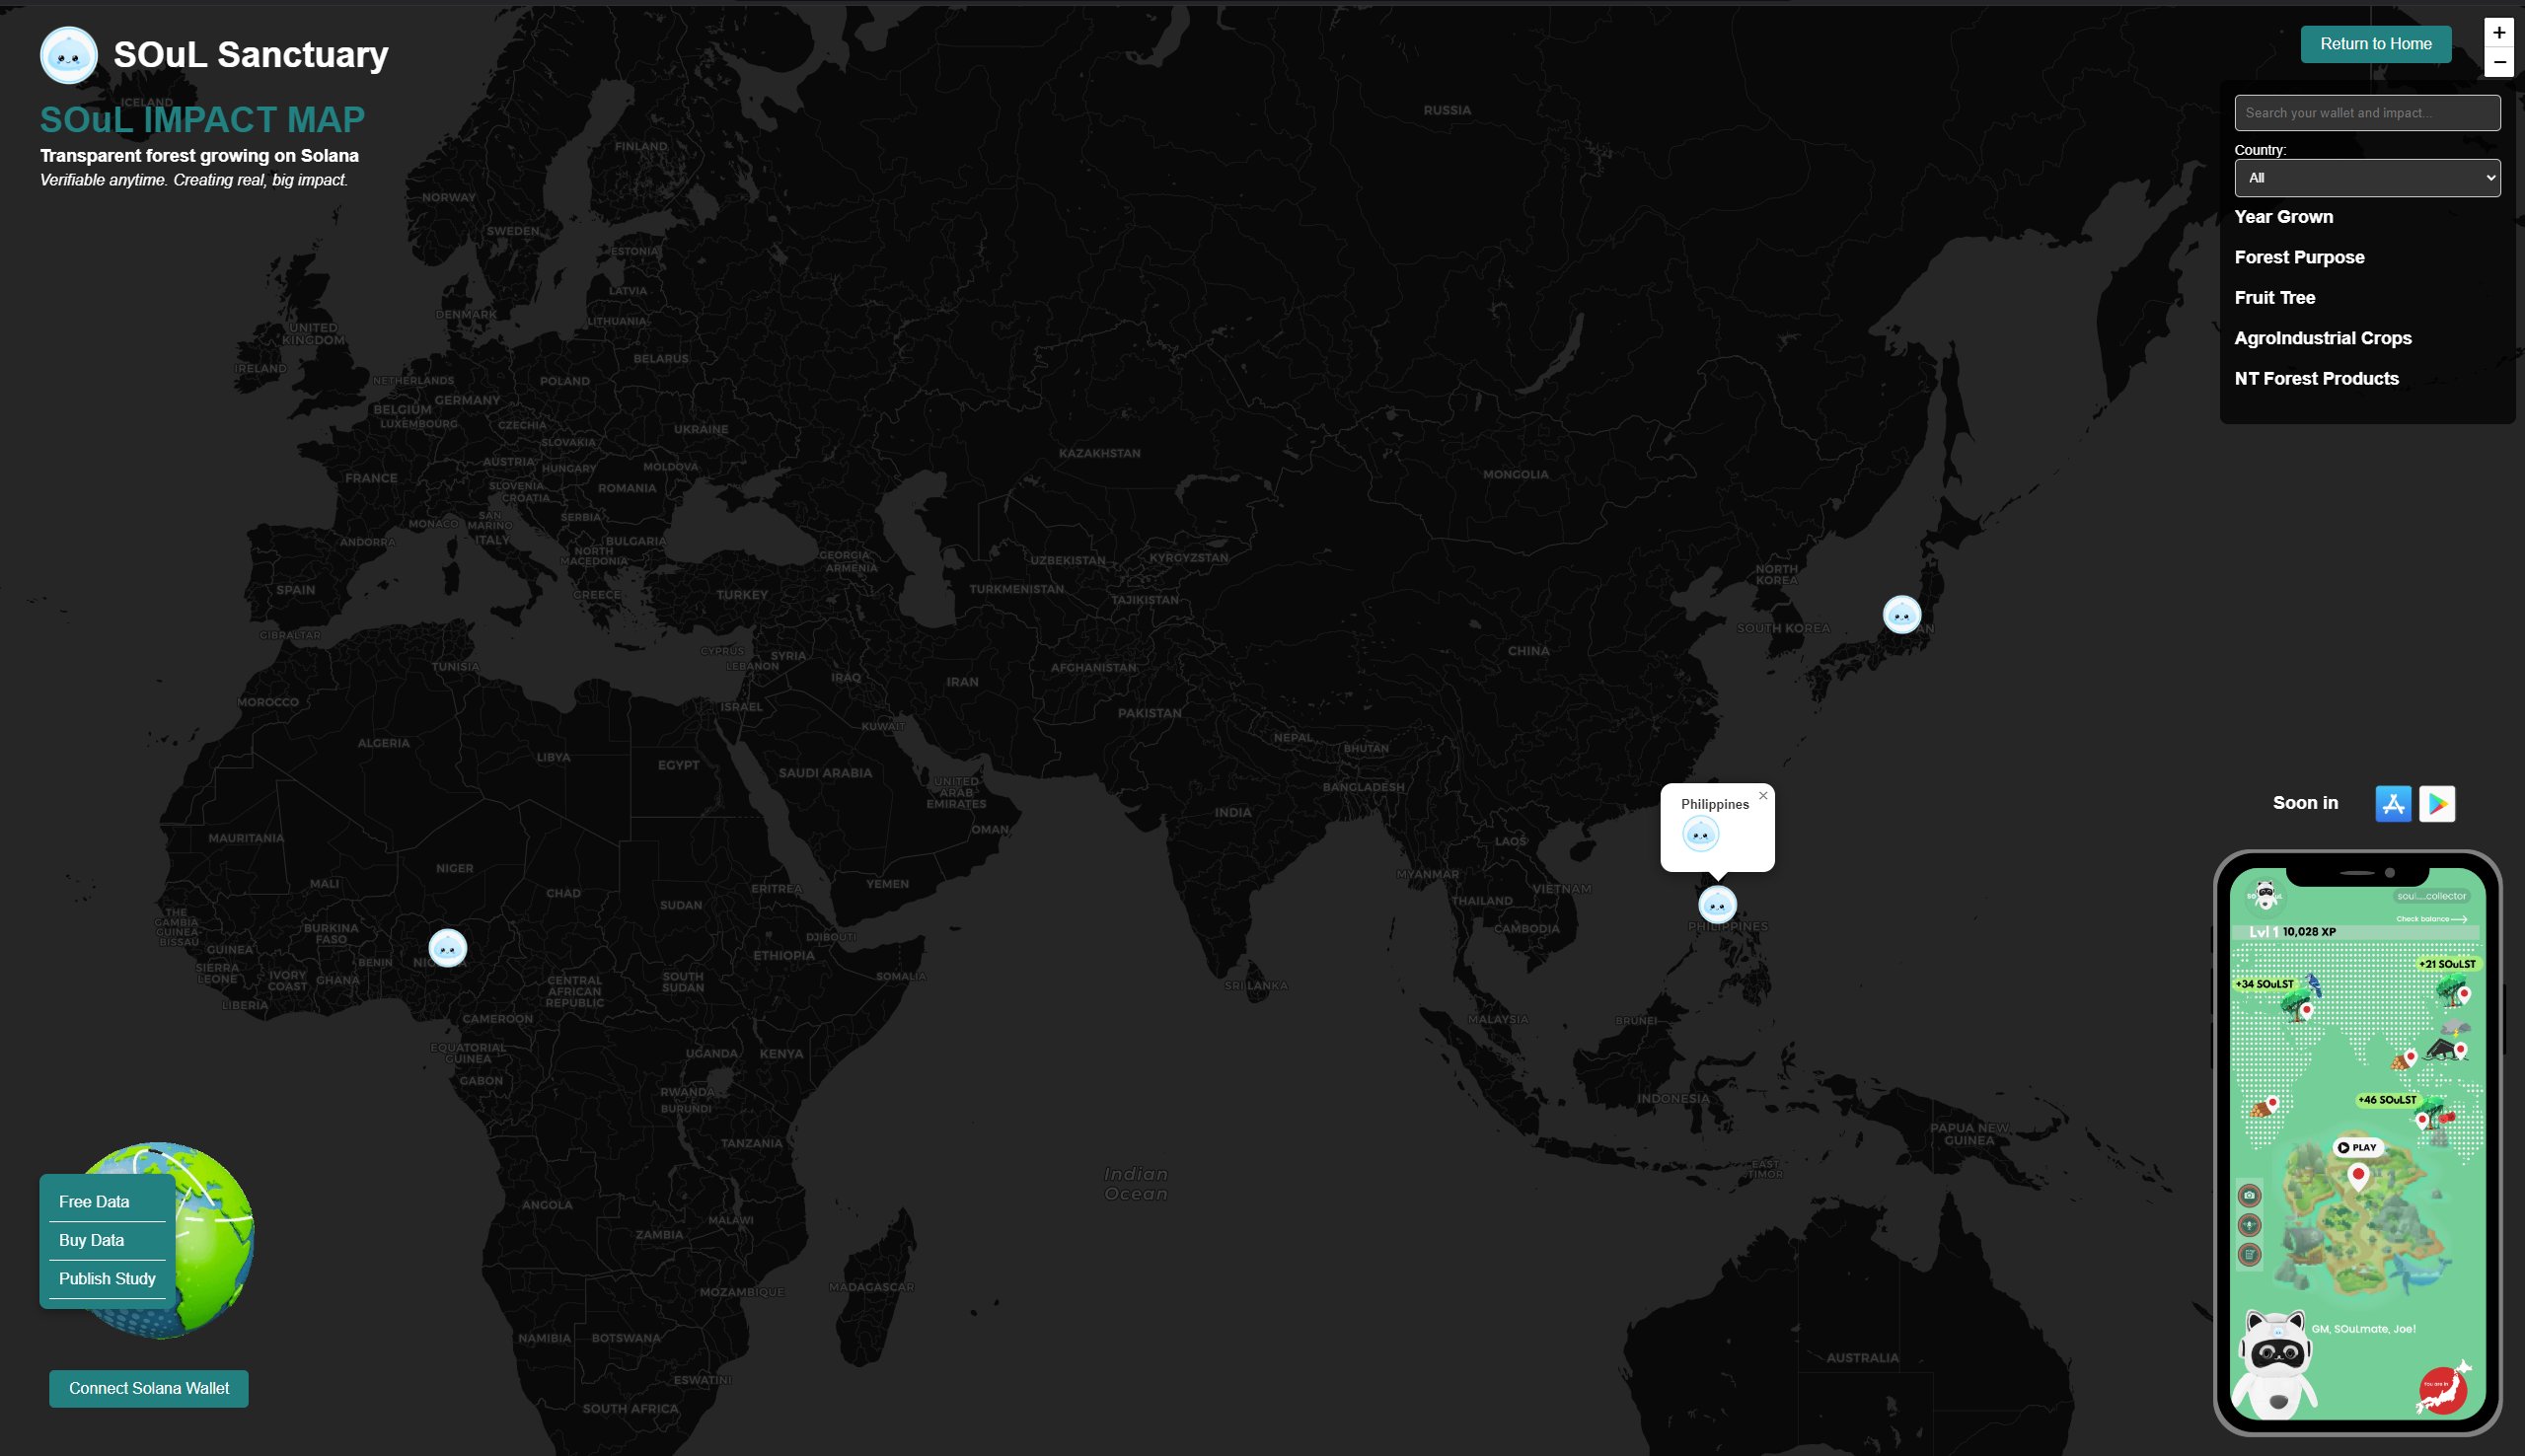 SOuL Sanctuary
SOuL IMPACT MAP
Transparent forest growing on Solana
Verifiable anytime. Creating real, big impact.
Return to Home
+
−
Search your wallet and impact...
Country:
All
Year Grown
Forest Purpose
Fruit Tree
AgroIndustrial Crops
NT Forest Products
ICELAND
RUSSIA
FINLAND
NORWAY
SWEDEN
ESTONIA
LATVIA
DENMARK
LITHUANIA
UNITED
KINGDOM
BELARUS
IRELAND
NETHERLANDS
POLAND
GERMANY
BELGIUM
LUXEMBOURG
CZECHIA
UKRAINE
SLOVAKIA
KAZAKHSTAN
AUSTRIA
HUNGARY
MOLDOVA
MONGOLIA
FRANCE
SLOVENIA
ROMANIA
CROATIA
SAN
MARINO
MONACO
SERBIA
ITALY
ANDORRA
BULGARIA
NORTH
MACEDONIA
GEORGIA
ARMENIA
UZBEKISTAN
KYRGYZSTAN
NORTH
KOREA
SPAIN
GREECE
TURKEY
TURKMENISTAN
TAJIKISTAN
GIBRALTAR
SOUTH KOREA
CYPRUS
LEBANON
SYRIA
CHINA
TUNISIA
AFGHANISTAN
IRAQ
IRAN
MOROCCO
ISRAEL
PAKISTAN
KUWAIT
ALGERIA
NEPAL
BHUTAN
LIBYA
EGYPT
SAUDI ARABIA
UNITED
ARAB
EMIRATES
BANGLADESH
INDIA
OMAN
MAURITANIA
LAOS
NIGER
MALI
CHAD
ERITREA
YEMEN
MYANMAR
VIETNAM
SUDAN
THAILAND
THE
GAMBIA
GUINEA-
BISSAU
BURKINA
FASO
PHILIPPINES
CAMBODIA
DJIBOUTI
GUINEA
BENIN
ETHIOPIA
SIERRA
LEONE
IVORY
COAST
GHANA
CENTRAL
AFRICAN
REPUBLIC
SOUTH
SUDAN
SOMALIA
SRI LANKA
LIBERIA
CAMEROON
MALAYSIA
BRUNEI
EQUATORIAL
GUINEA
UGANDA
KENYA
GABON
RWANDA
BURUNDI
INDONESIA
TANZANIA
PAPUA NEW
GUINEA
EAST
TIMOR
Indian
Ocean
ANGOLA
MALAWI
ZAMBIA
MOZAMBIQUE
MADAGASCAR
NAMIBIA
BOTSWANA
AUSTRALIA
ESWATINI
SOUTH AFRICA
Philippines
×
Free Data
Buy Data
Publish Study
Connect Solana Wallet
Soon in
soul....collector
Check balance
Lvl 1 10,028 XP
+21 SOuLST
+34 SOuLST
+46 SOuLST
PLAY
GM, SOuLmate, Joe!
You are in